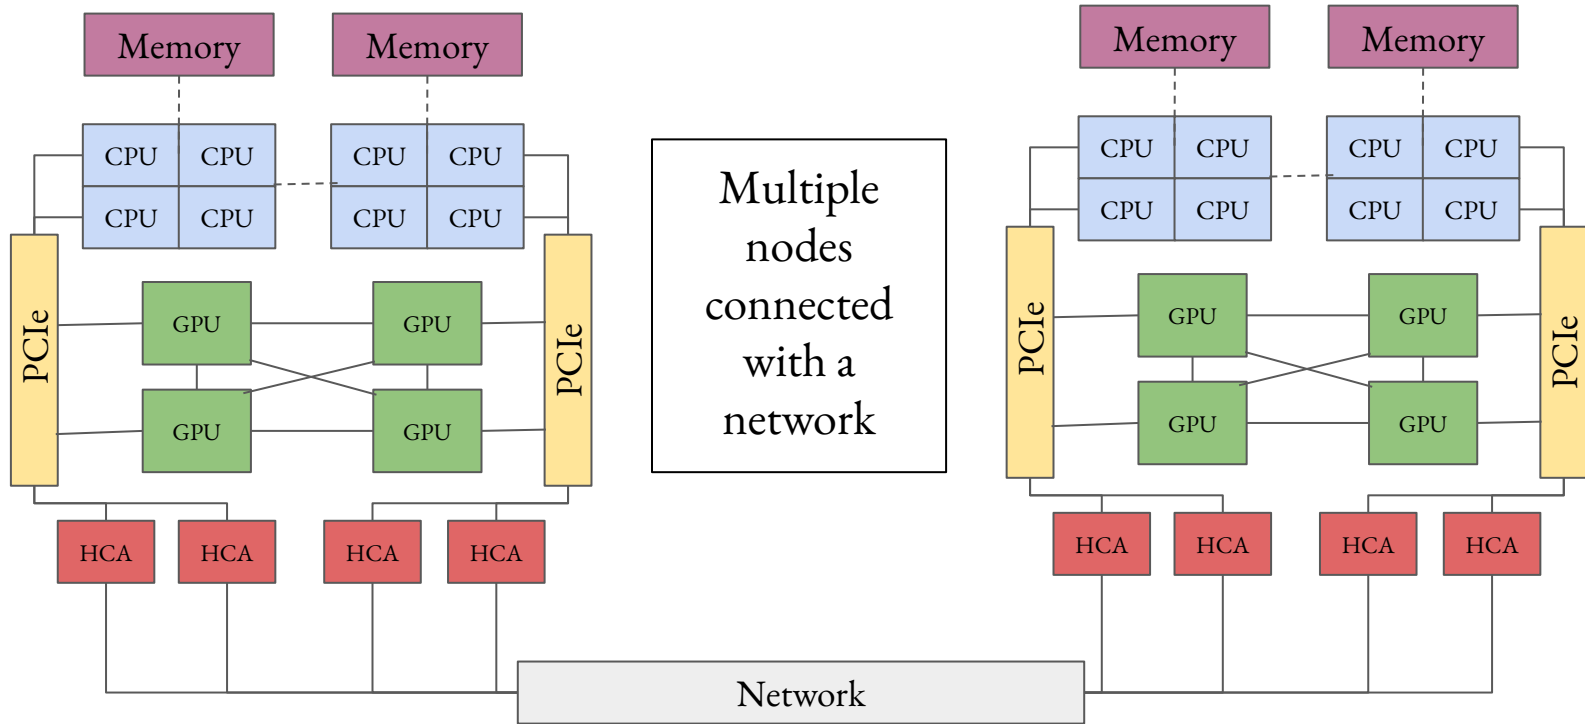 Memory Memory Memory Memory
CPU CPU CPU CPU CPU CPU CPU CPU
CPU CPU CPU CPU CPU CPU CPU CPU
Multiple
nodes
connected
with a
network
PCIe PCIe PCIe PCIe
GPU GPU GPU GPU
GPU GPU GPU GPU
HCA HCA HCA HCA HCA HCA HCA HCA
Network